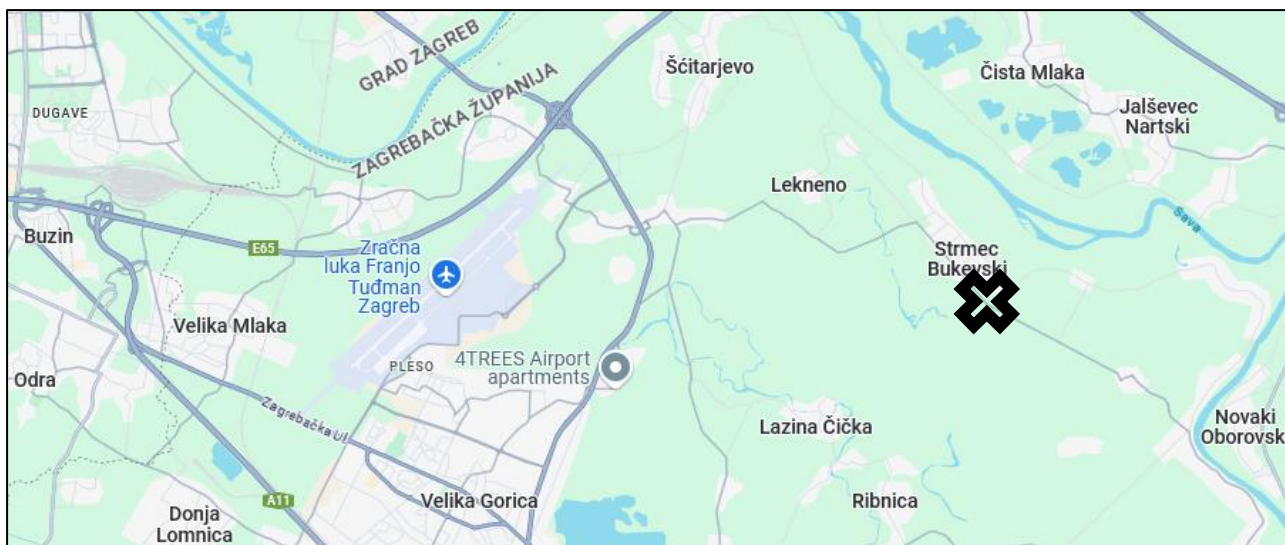 GRAD ZAGREB
ZAGREBAČKA ŽUPANIJA
Šćitarjevo
Čista Mlaka
DUGAVE
Jalševec
Nartski
Lekneno
Sava
Buzin
E65
Zračna
luka Franjo
Tuđman
Zagreb
Strmec
Bukevski
Velika Mlaka
PLESO
4TREES Airport
apartments
Odra
Zagrebačka Ul
Lazina Čička
Novaki
Oborovsk
A11
Velika Gorica
Ribnica
Donja
Lomnica